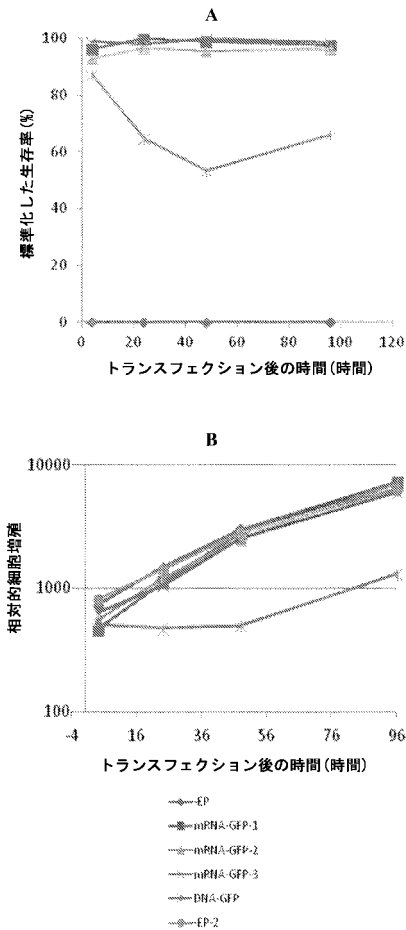 A
100
80
60
40
20
0
標準化した生存率(%)
0 20 40 60 80 100 120
トランスフェクション後の時間(時間)
B
10000
1000
100
相対的細胞増殖
-4 16 36 56 76 96
トランスフェクション後の時間(時間)
EP
mRNA-GFP-1
mRNA-GFP-2
mRNA-GFP-3
DNA-GFP
EP-2